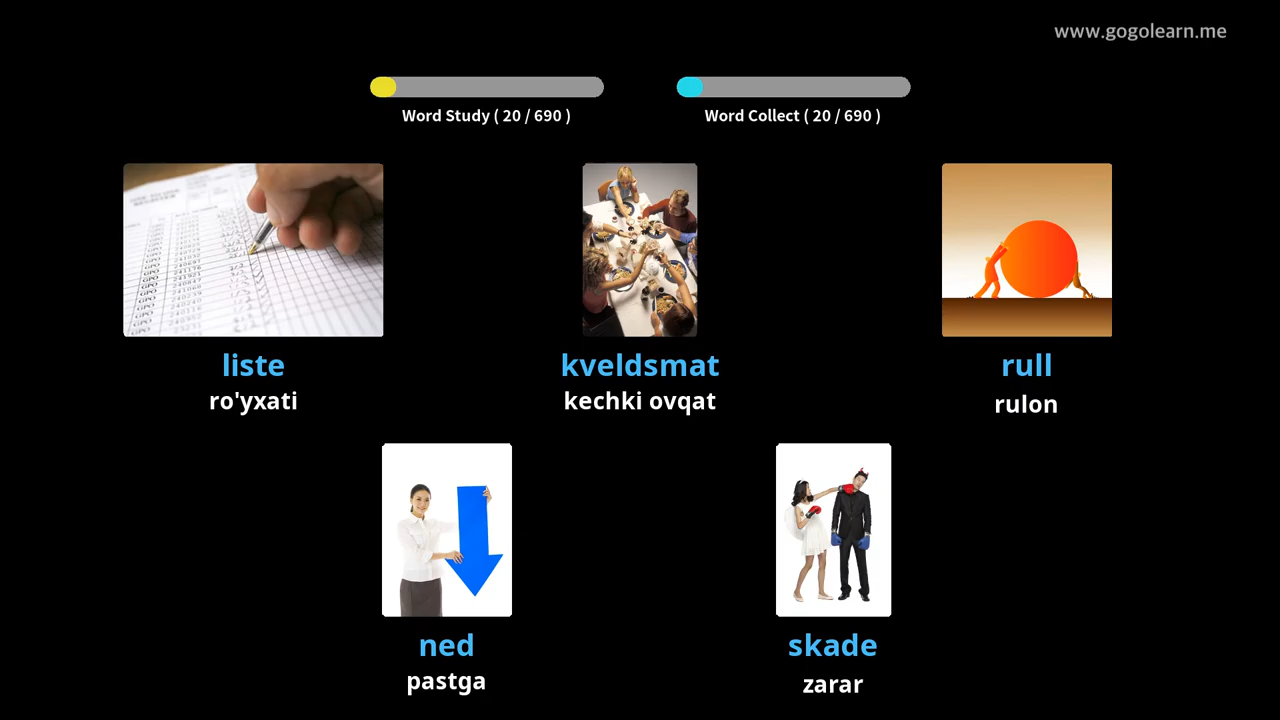 www.gogolearn.me
Word Study ( 20 / 690 )
Word Collect ( 20 / 690 )
liste
ro'yxati
kveldsmat
kechki ovqat
rull
rulon
ned
pastga
skade
zarar